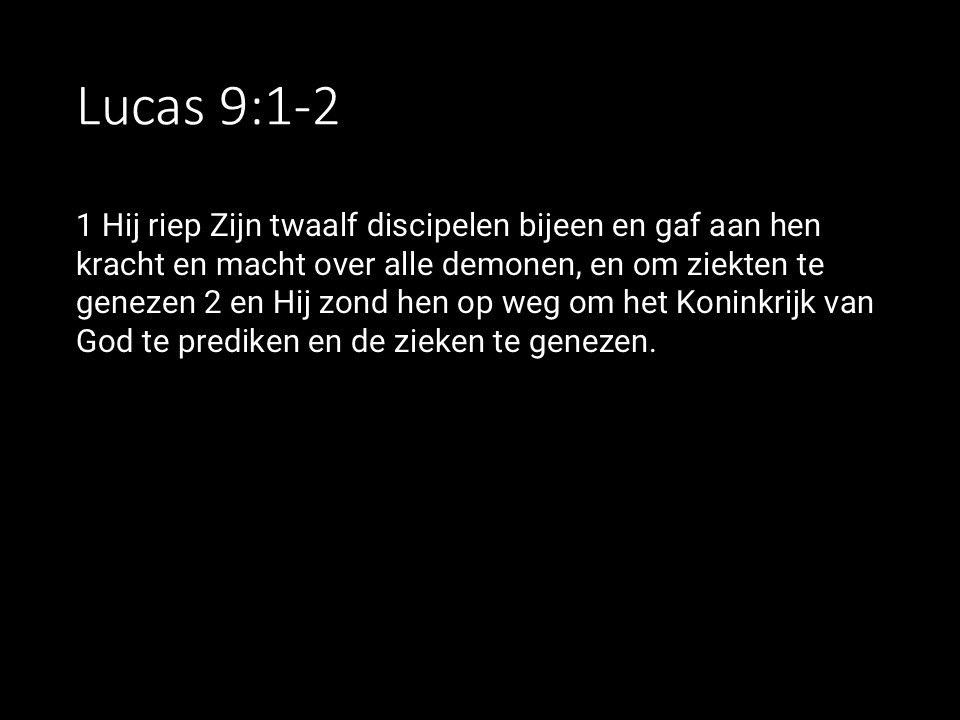 Lucas 9:1-2
1 Hij riep Zijn twaalf discipelen bijeen en gaf aan hen
kracht en macht over alle demonen, en om ziekten te
genezen 2 en Hij zond hen op weg om het Koninkrijk van
God te prediken en de zieken te genezen.